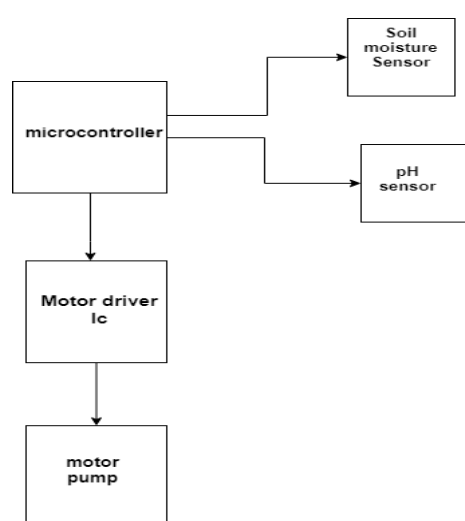 Soil
moisture
Sensor
microcontroller
pH
sensor
Motor driver
Ic
motor
pump